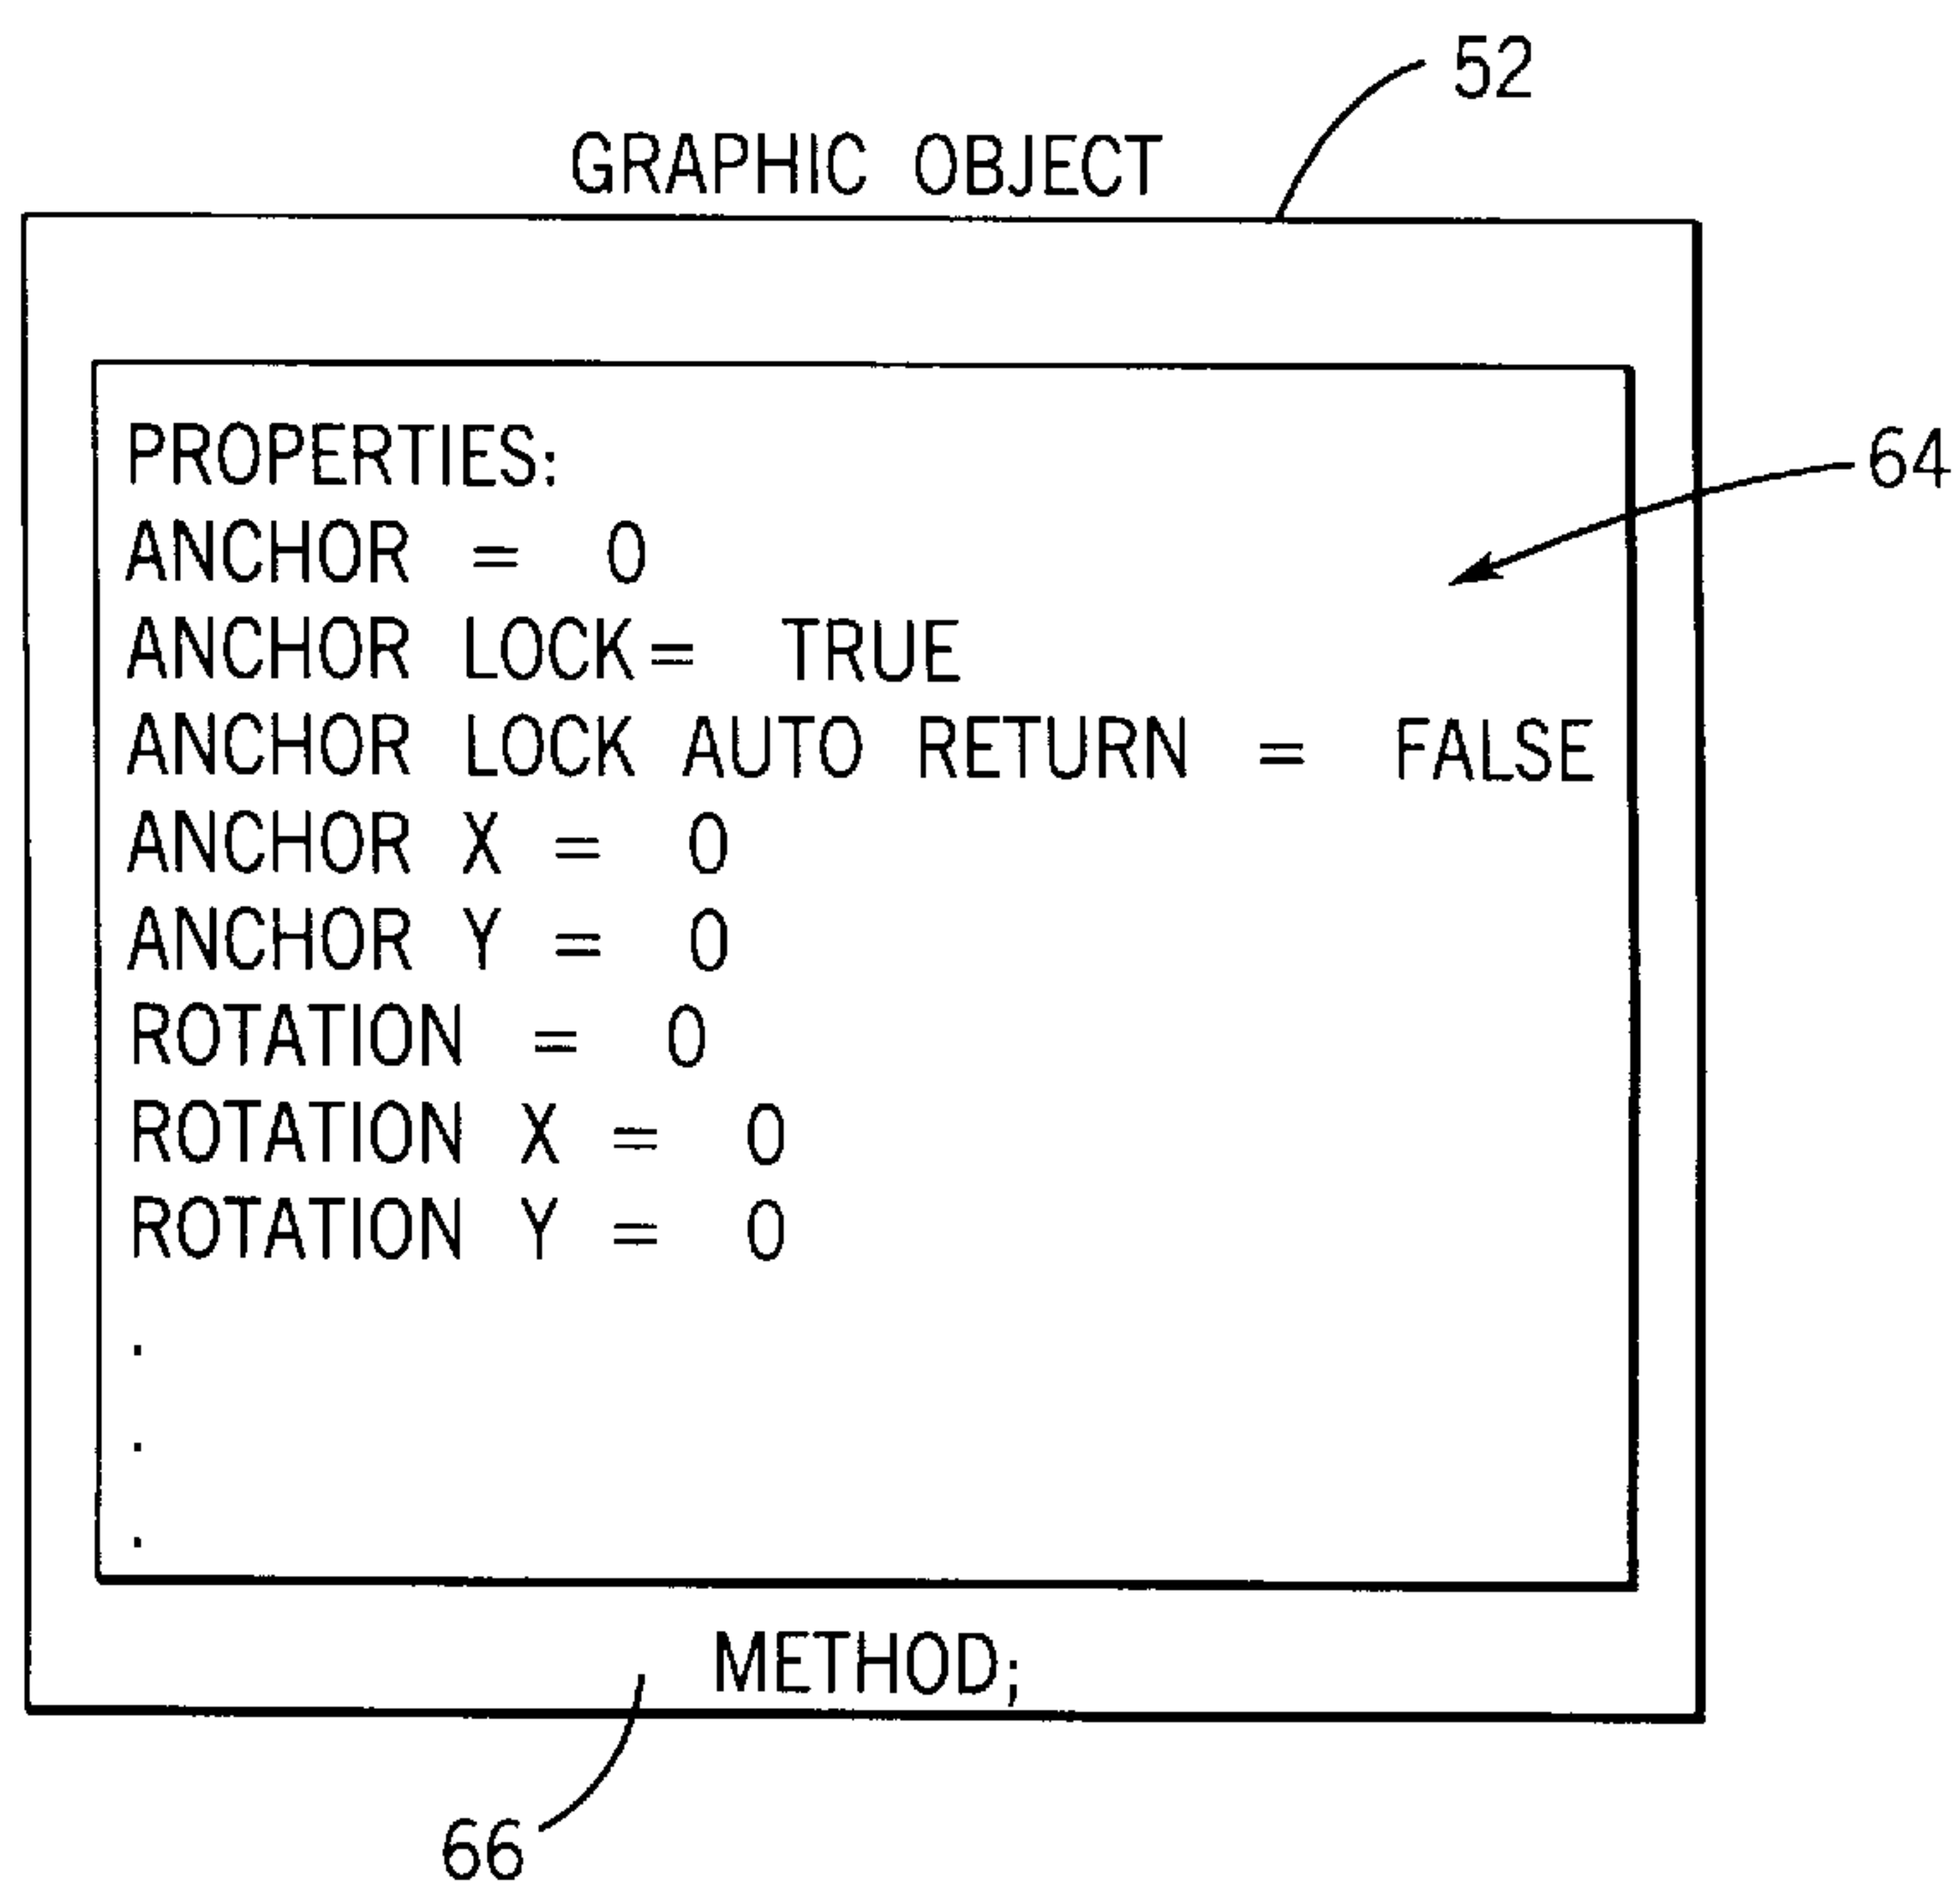 52
GRAPHIC OBJECT
PROPERTIES:
64
ANCHOR = 0
ANCHOR LOCK= TRUE
ANCHOR LOCK AUTO RETURN = FALSE
ANCHOR X = 0
ANCHOR Y = 0
ROTATION = 0
ROTATION X = 0
ROTATION Y = 0
.
.
.
METHOD;
66